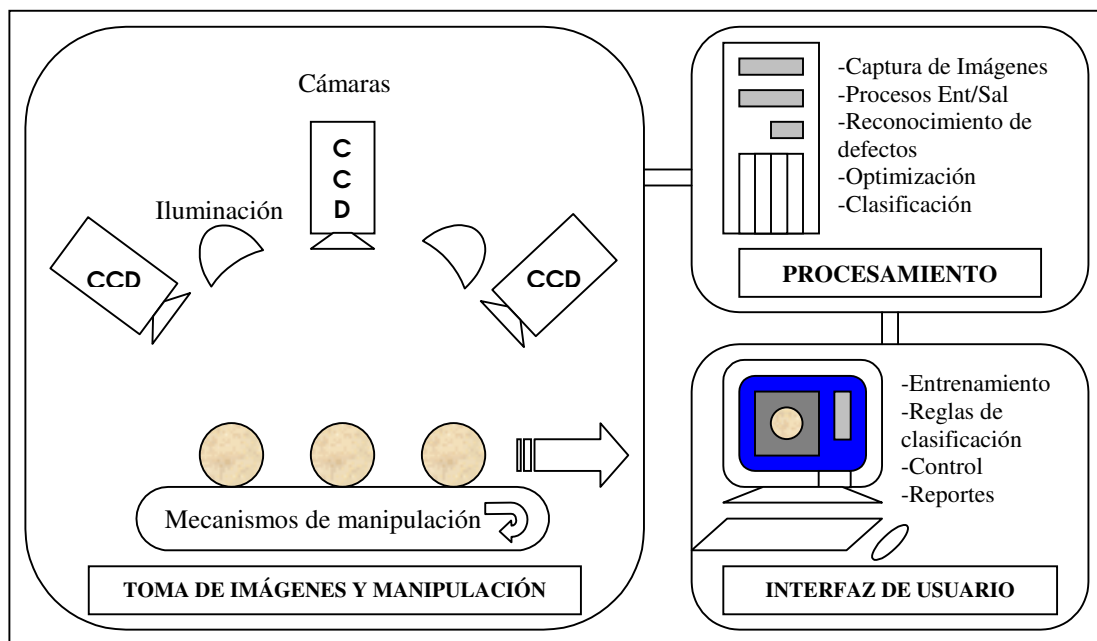 Cámaras
C
C
D
Iluminación
CCD
CCD
Mecanismos de manipulación
TOMA DE IMÁGENES Y MANIPULACIÓN
-Captura de Imágenes
-Procesos Ent/Sal
-Reconocimiento de
defectos
-Optimización
-Clasificación
PROCESAMIENTO
-Entrenamiento
-Reglas de
clasificación
-Control
-Reportes
INTERFAZ DE USUARIO